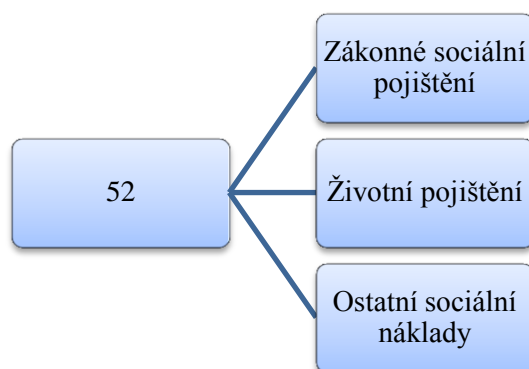 52
Zákonné sociální
pojištění
Životní pojištění
Ostatní sociální
náklady